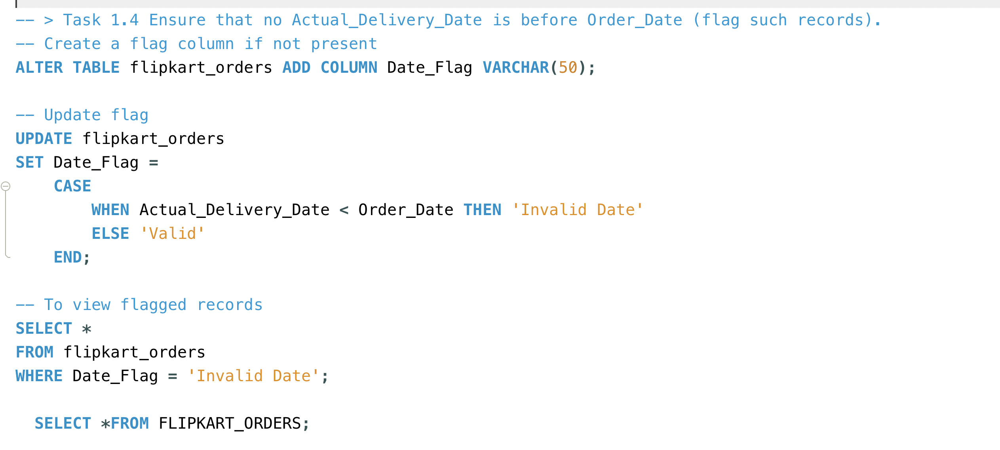 -- > Task 1.4 Ensure that no Actual_Delivery_Date is before Order_Date (flag such records).
-- Create a flag column if not present
ALTER TABLE flipkart_orders ADD COLUMN Date_Flag VARCHAR(50);
-- Update flag
UPDATE flipkart_orders
SET Date_Flag =
CASE
WHEN Actual_Delivery_Date < Order_Date THEN 'Invalid Date'
ELSE 'Valid'
END;
-- To view flagged records
SELECT *
FROM flipkart_orders
WHERE Date_Flag = 'Invalid Date';
SELECT *FROM FLIPKART_ORDERS;